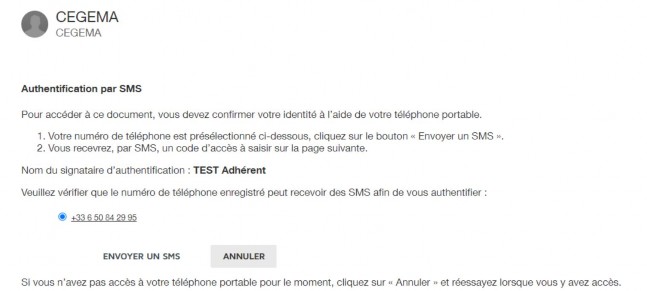 CEGEMA
CEGEMA
Authentification par SMS
Pour accéder à ce document, vous devez confirmer votre identité à l'aide de votre téléphone portable.
1. Votre numéro de téléphone est présélectionné ci-dessous, cliquez sur le bouton « Envoyer un SMS ».
2. Vous recevrez, par SMS, un code d'accès à saisir sur la page suivante.
Nom du signataire d'authentification : TEST Adhérent
Veuillez vérifier que le numéro de téléphone enregistré peut recevoir des SMS afin de vous authentifier :
+33 6 50 84 29 95
ENVOYER UN SMS ANNULER
Si vous n'avez pas accès à votre téléphone portable pour le moment, cliquez sur « Annuler » et réessayez lorsque vous y avez accès.